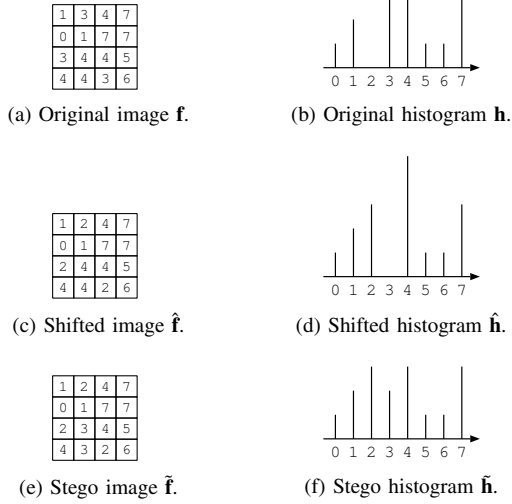 1 3 4 7
0 1 7 7
3 4 4 5
4 4 3 6
0 1 2 3 4 5 6 7
(a) Original image f.
(b) Original histogram h.
1 2 4 7
0 1 7 7
2 4 4 5
4 4 2 6
0 1 2 3 4 5 6 7
(c) Shifted image f̂.
(d) Shifted histogram ĥ.
1 2 4 7
0 1 7 7
2 3 4 5
4 3 2 6
0 1 2 3 4 5 6 7
(e) Stego image f̃.
(f) Stego histogram h̃.